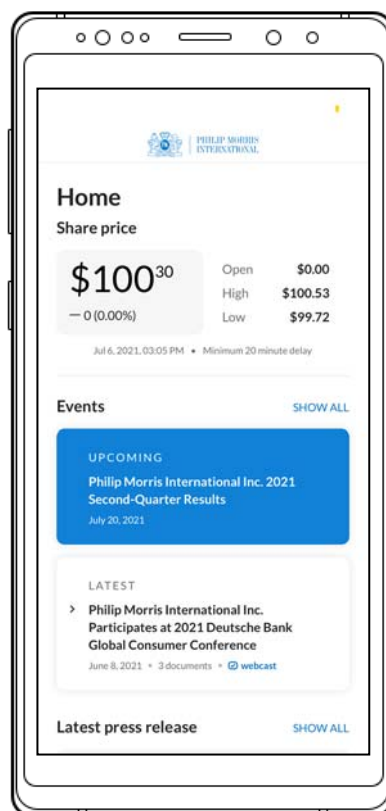 PHILIP MORRIS
INTERNATIONAL
Home
Share price
$100 30
— 0 (0.00%)
Open $0.00
High $100.53
Low $99.72
Jul 6, 2021, 03:05 PM • Minimum 20 minute delay
Events SHOW ALL
UPCOMING
Philip Morris International Inc. 2021
Second-Quarter Results
July 20, 2021
LATEST
Philip Morris International Inc.
Participates at 2021 Deutsche Bank
Global Consumer Conference
June 8, 2021 • 3 documents • webcast
Latest press release SHOW ALL